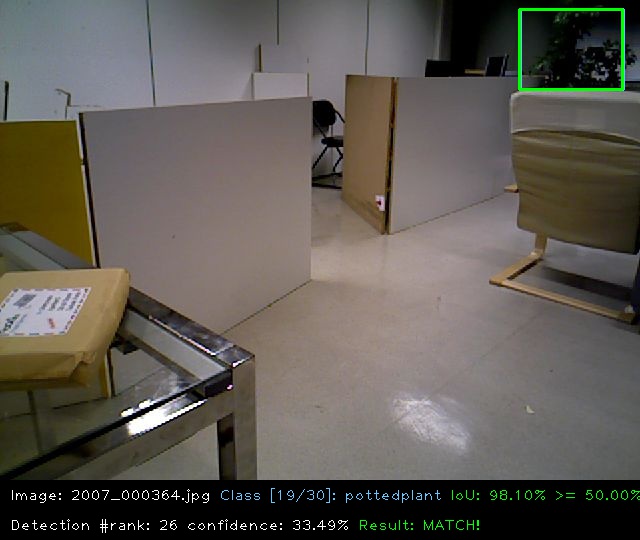 Image: 2007_000364.jpg Class [19/30]: pottedplant IoU: 98.10% >= 50.00%
Detection #rank: 26 confidence: 33.49% Result: MATCH!